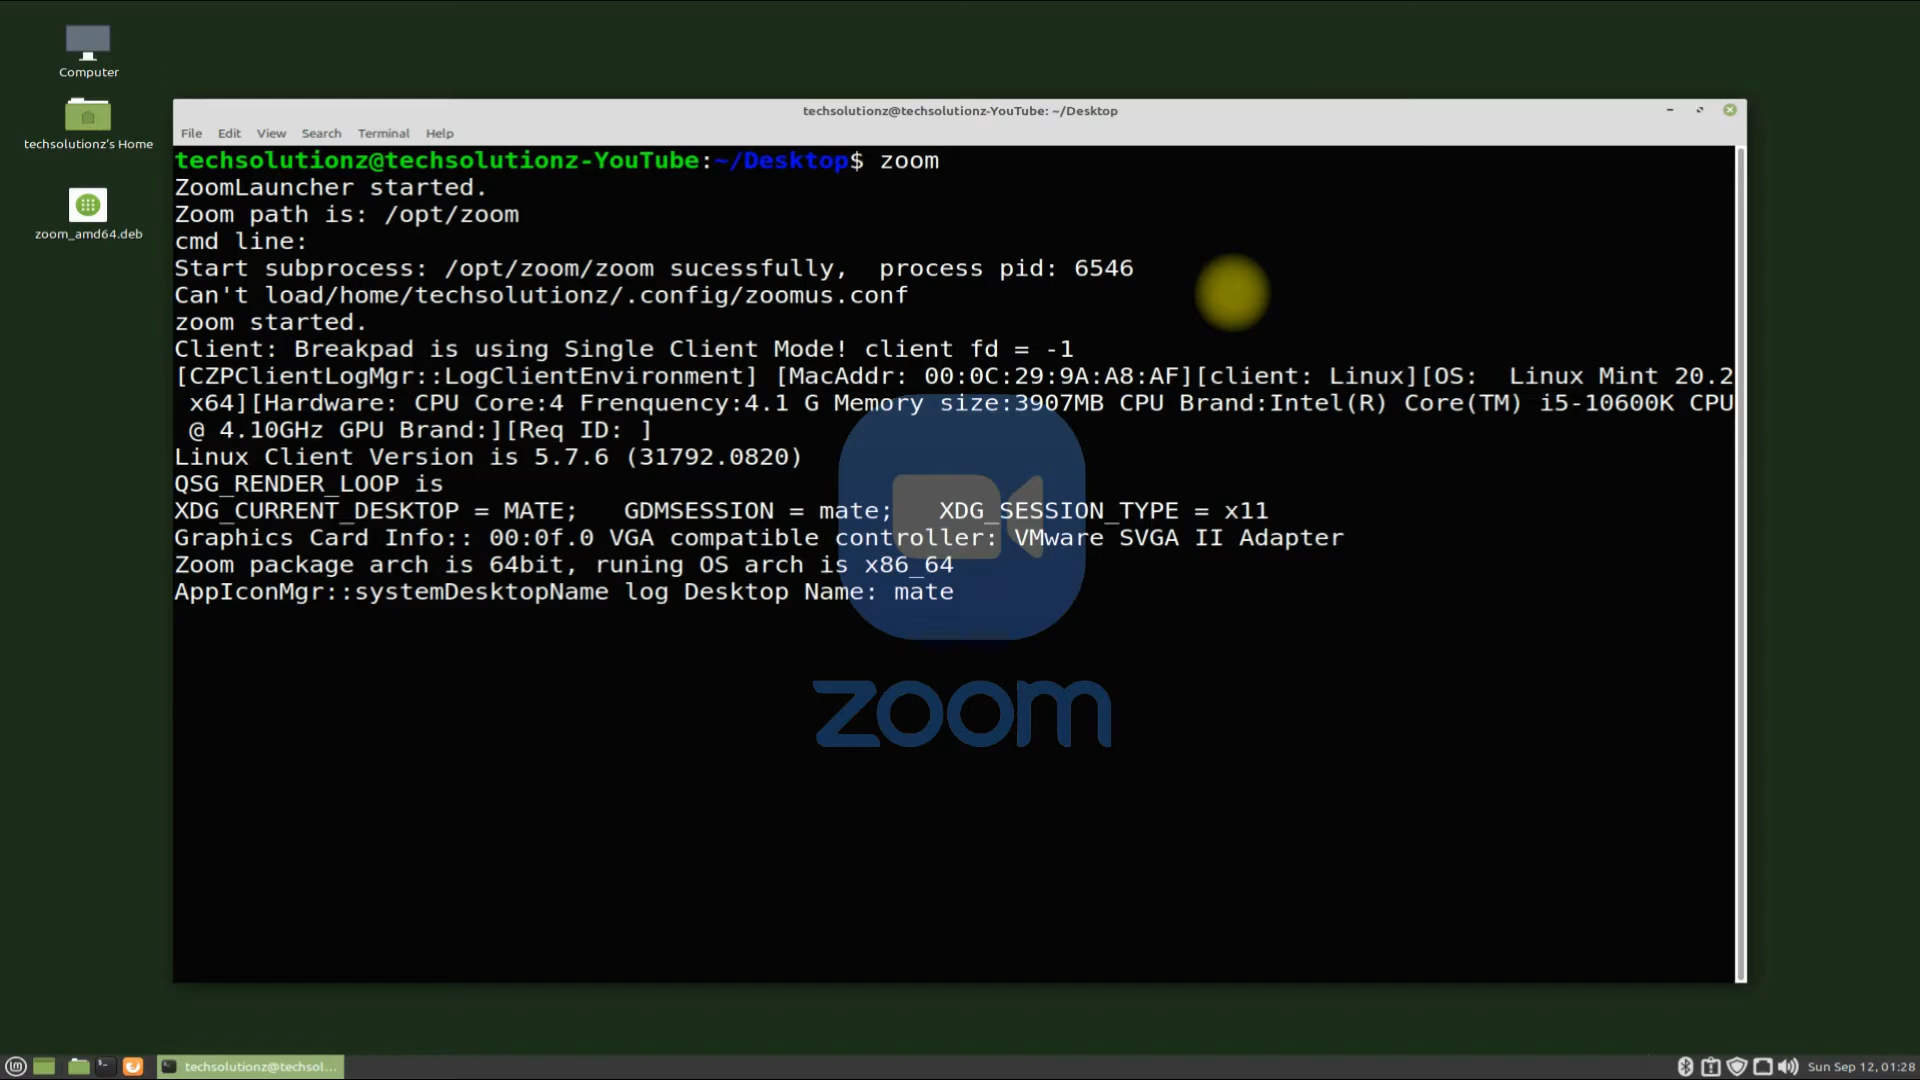 Computer
techsolutionz's Home
zoom_amd64.deb
techsolutionz@techsolutionz-YouTube: ~/Desktop
File Edit View Search Terminal Help
techsolutionz@techsolutionz-YouTube:~/Desktop$ zoom
ZoomLauncher started.
Zoom path is: /opt/zoom
cmd line:
Start subprocess: /opt/zoom/zoom sucessfully,  process pid: 6546
Can't load/home/techsolutionz/.config/zoomus.conf
zoom started.
Client: Breakpad is using Single Client Mode! client fd = -1
[CZPClientLogMgr::LogClientEnvironment] [MacAddr: 00:0C:29:9A:A8:AF][client: Linux][OS:  Linux Mint 20.2
 x64][Hardware: CPU Core:4 Frenquency:4.1 G Memory size:3907MB CPU Brand:Intel(R) Core(TM) i5-10600K CPU
 @ 4.10GHz GPU Brand:][Req ID: ]
Linux Client Version is 5.7.6 (31792.0820)
QSG_RENDER_LOOP is
XDG_CURRENT_DESKTOP = MATE;   GDMSESSION = mate;   XDG_SESSION_TYPE = x11
Graphics Card Info:: 00:0f.0 VGA compatible controller: VMware SVGA II Adapter
Zoom package arch is 64bit, runing OS arch is x86_64
AppIconMgr::systemDesktopName log Desktop Name: mate
zoom
techsolutionz@techsol...
Sun Sep 12, 01:28